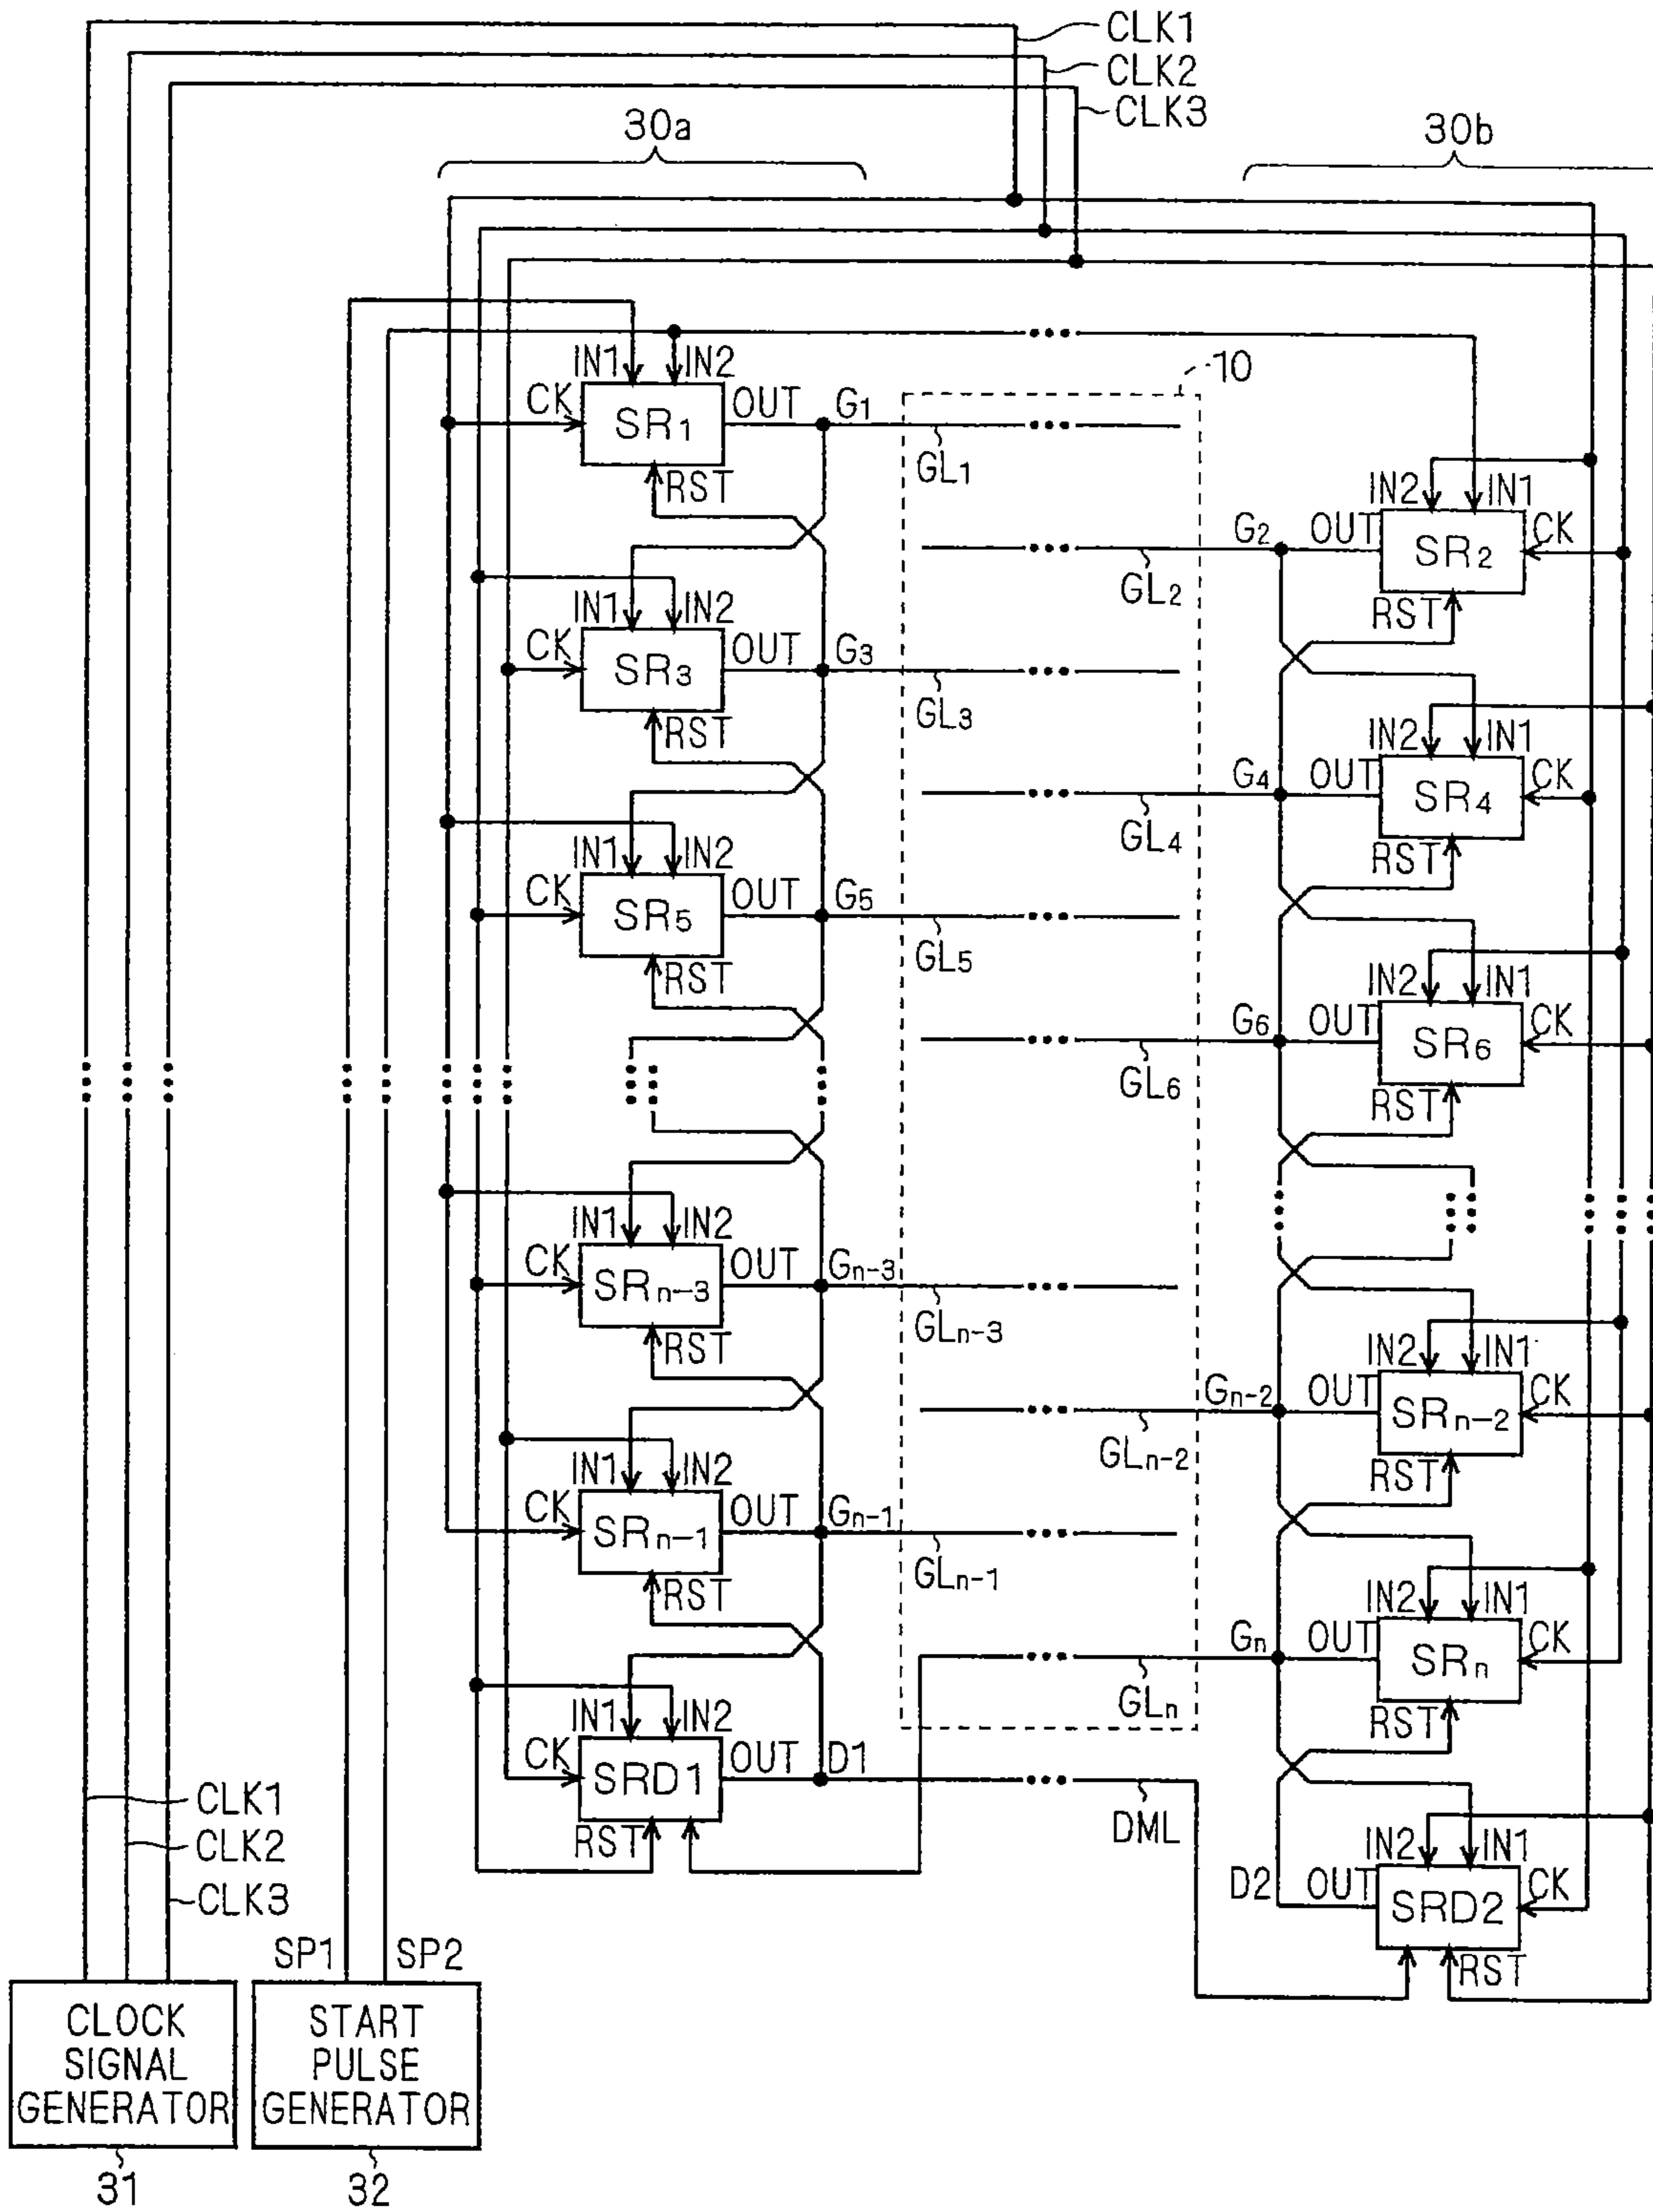 CLK1
CLK2
CLK3
30a
30b
IN1 IN2
10
CK SR1 OUT G1
GL1
RST
IN2 IN1
G2 OUT SR2 CK
GL2
RST
IN1 IN2
CK SR3 OUT G3
GL3
RST
IN2 IN1
G4 OUT SR4 CK
GL4
RST
IN1 IN2
CK SR5 OUT G5
GL5
RST
IN2 IN1
G6 OUT SR6 CK
GL6
RST
IN1 IN2
CK SRn-3 OUT Gn-3
GLn-3
RST
IN2 IN1
Gn-2 OUT SRn-2 CK
GLn-2
RST
IN1 IN2
CK SRn-1 OUT Gn-1
GLn-1
RST
IN2 IN1
Gn OUT SRn CK
GLn
RST
IN1 IN2
CK SRD1 OUT D1
DML
RST
IN2 IN1
D2 OUT SRD2 CK
RST
CLK1
CLK2
CLK3
SP1 SP2
CLOCK
SIGNAL
GENERATOR
START
PULSE
GENERATOR
31
32